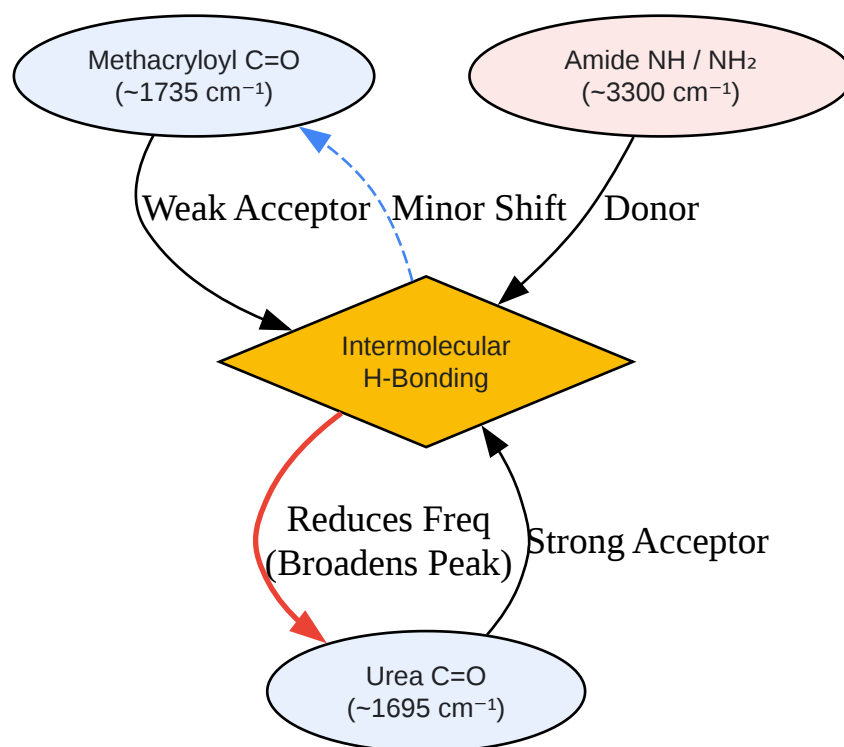 Methacryloyl C=O
(~1735 cm⁻¹)
Amide NH / NH₂
(~3300 cm⁻¹)
Weak Acceptor
Minor Shift
Donor
Intermolecular
H-Bonding
Reduces Freq
(Broadens Peak)
Strong Acceptor
Urea C=O
(~1695 cm⁻¹)